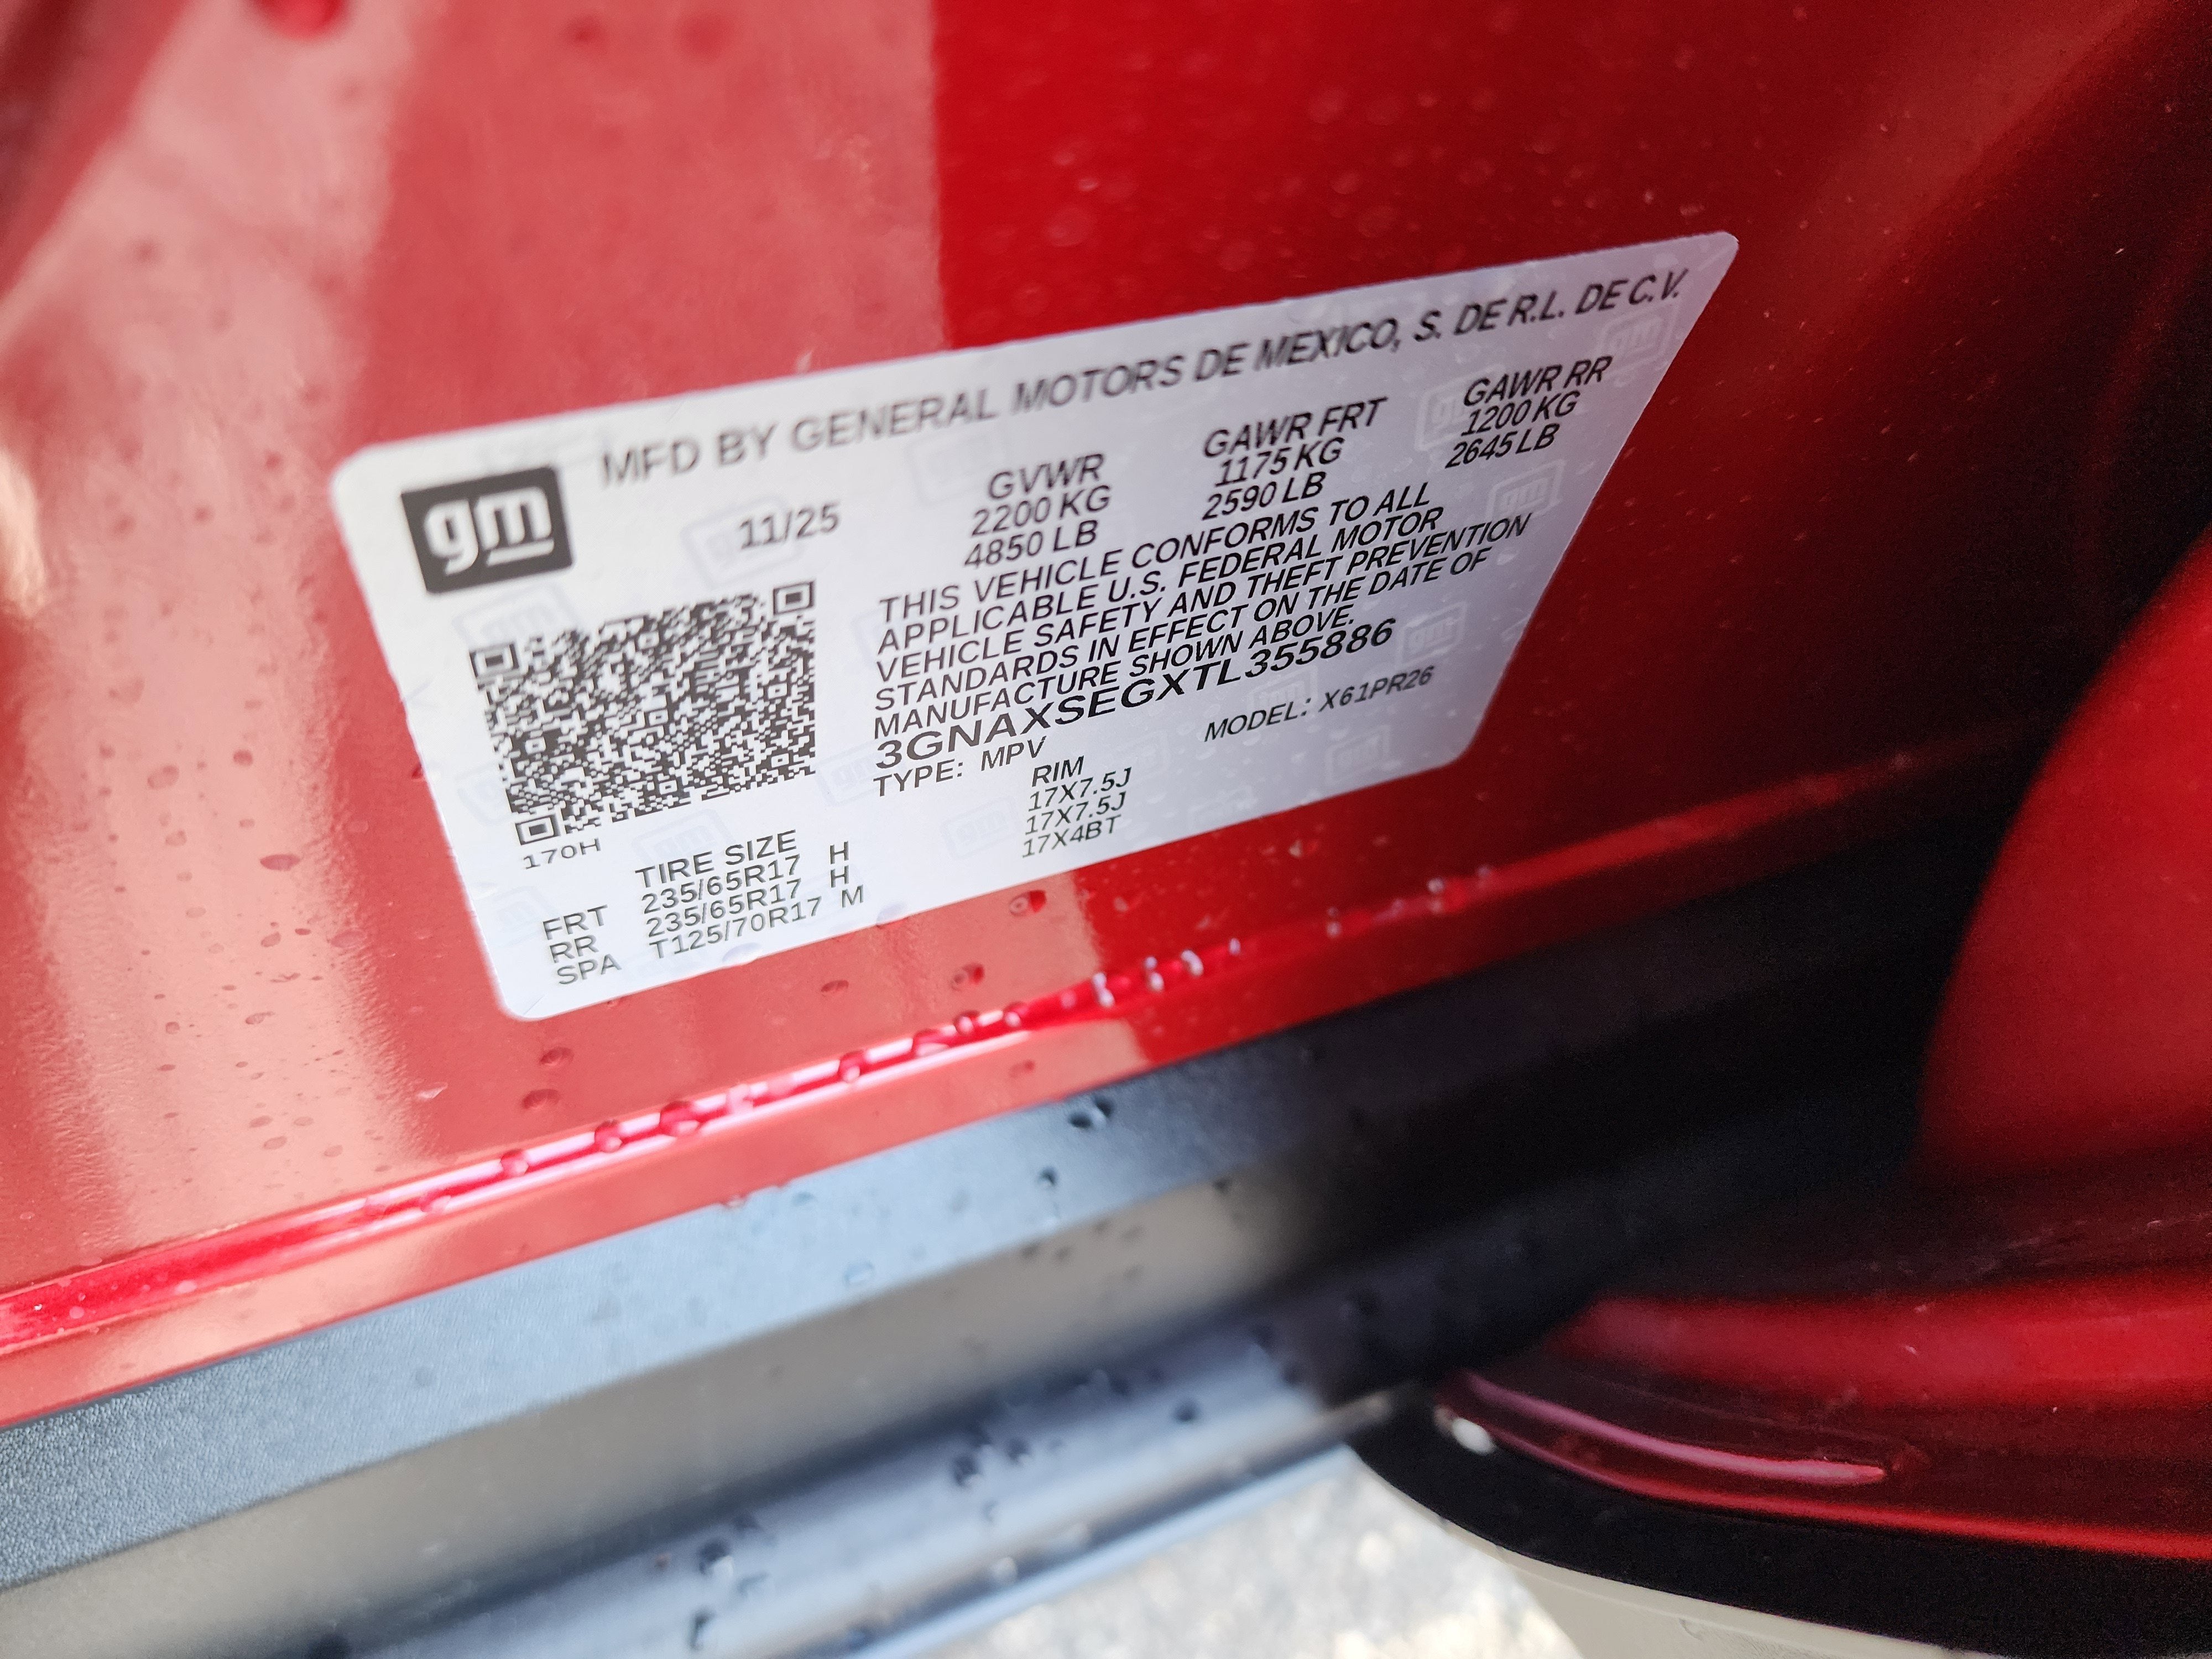 gm
MFD BY GENERAL MOTORS DE MEXICO, S. DE R.L. DE C.V.
11/25
GVWR GAWR FRT GAWR RR
2200 KG 1175 KG 1200 KG
4850 LB 2590 LB 2645 LB
THIS VEHICLE CONFORMS TO ALL
APPLICABLE U.S. FEDERAL MOTOR
VEHICLE SAFETY AND THEFT PREVENTION
STANDARDS IN EFFECT ON THE DATE OF
MANUFACTURE SHOWN ABOVE.
3GNAXSEGXTL355886
TYPE: MPV MODEL: X61PR26
170H
TIRE SIZE RIM
FRT 235/65R17 H 17X7.5J
RR 235/65R17 H 17X7.5J
SPA T125/70R17 M 17X4BT